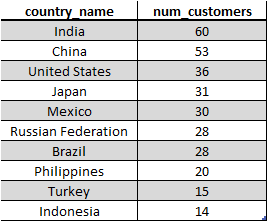 country_name num_customers
India 60
China 53
United States 36
Japan 31
Mexico 30
Russian Federation 28
Brazil 28
Philippines 20
Turkey 15
Indonesia 14